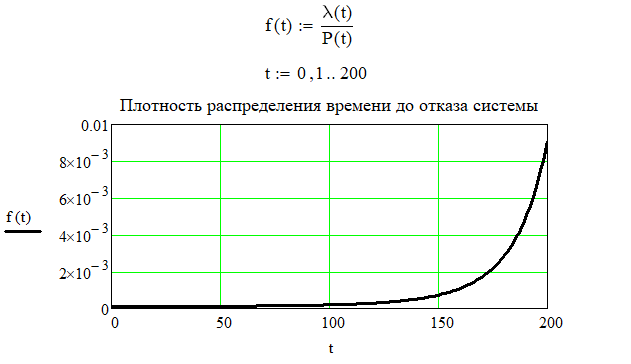 f(t) := λ(t)/P(t)
t := 0 , 1 .. 200
Плотность распределения времени до отказа системы
0.01
8×10⁻³
6×10⁻³
f(t)
4×10⁻³
2×10⁻³
0
0 50 100 150 200
t